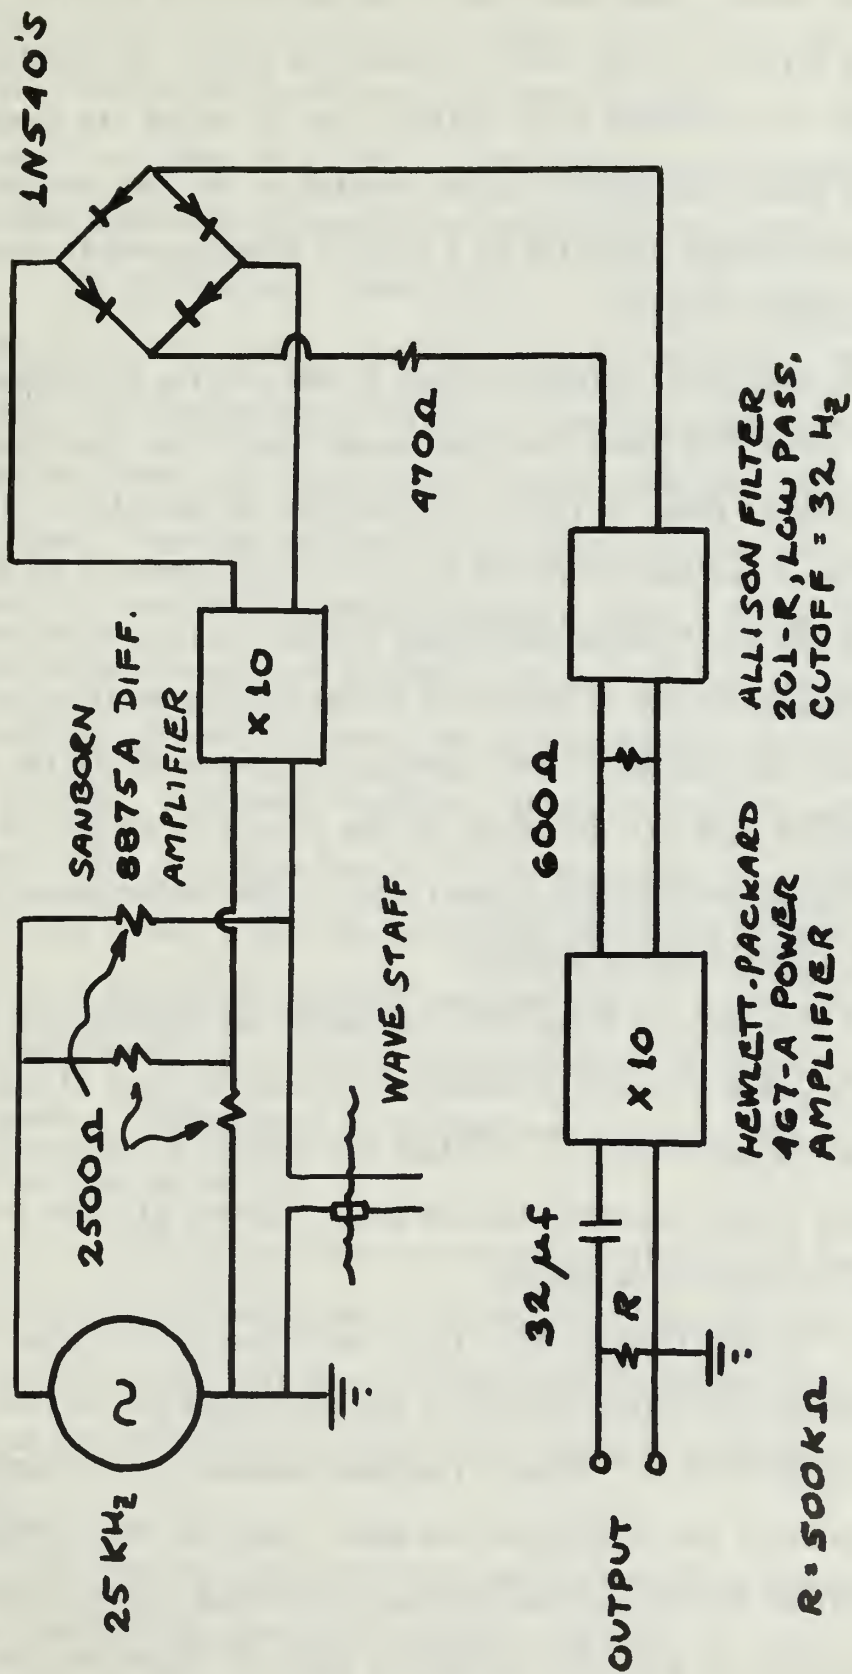 25 KHz
2500Ω
SANBORN
8875A DIFF.
AMPLIFIER
X 10
1N540'S
WAVE STAFF
470Ω
OUTPUT
32 μf
R
X 10
600Ω
HEWLETT-PACKARD
467-A POWER
AMPLIFIER
ALLISON FILTER
201-R, LOW PASS,
CUTOFF = 32 Hz
R = 500KΩ